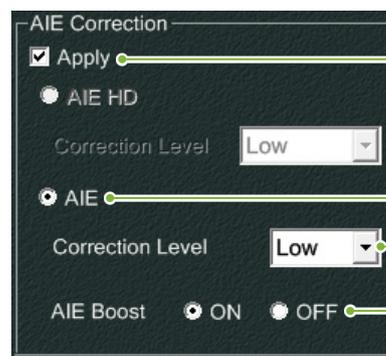 AIE Correction
Apply
AIE HD
Correction Level Low
AIE
Correction Level Low
AIE Boost ON OFF